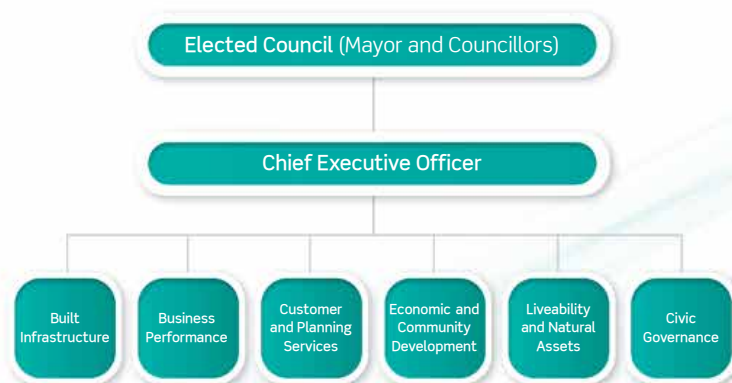 Elected Council (Mayor and Councillors)
Chief Executive Officer
Built
Infrastructure
Business
Performance
Customer
and Planning
Services
Economic and
Community
Development
Liveability
and Natural
Assets
Civic
Governance